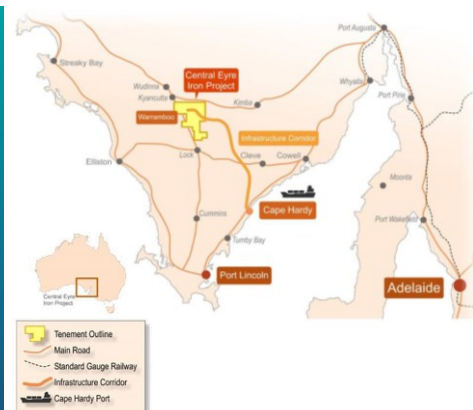 Port Augusta
Streaky Bay
Wudinna
Central Eyre
Iron Project
Whyalla
Kyancutta
Kimba
Port Pirie
Warramboo
Infrastructure Corridor
Elliston
Lock
Cleve
Cowell
Moonta
Cape Hardy
Cummins
Port Wakefield
Tumby Bay
Port Lincoln
Adelaide
Central Eyre
Iron Project
Tenement Outline
Main Road
Standard Gauge Railway
Infrastructure Corridor
Cape Hardy Port